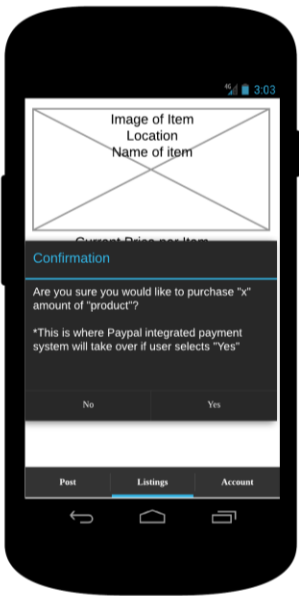 4G 3:03
Image of Item
Location
Name of item
Current Price per Item
Confirmation
Are you sure you would like to purchase "x"
amount of "product"?
*This is where Paypal integrated payment
system will take over if user selects "Yes"
No Yes
Post Listings Account